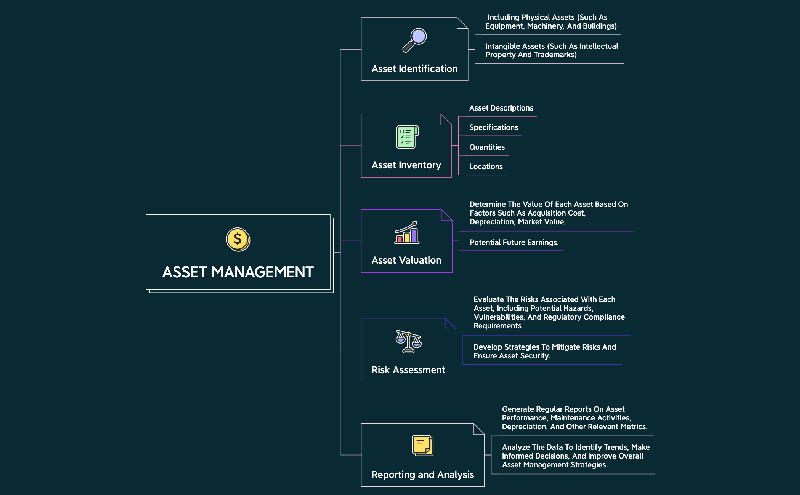 Including Physical Assets (Such As
Equipment, Machinery, And Buildings)
Intangible Assets (Such As Intellectual
Property And Trademarks)
Asset Identification
Asset Descriptions
Specifications
Quantities
Locations
Asset Inventory
Determine The Value Of Each Asset Based On
Factors Such As Acquisition Cost,
Depreciation, Market Value,
Potential Future Earnings.
Asset Valuation
$
ASSET MANAGEMENT
Evaluate The Risks Associated With Each
Asset, Including Potential Hazards,
Vulnerabilities, And Regulatory Compliance
Requirements.
Develop Strategies To Mitigate Risks And
Ensure Asset Security.
Risk Assessment
Generate Regular Reports On Asset
Performance, Maintenance Activities,
Depreciation, And Other Relevant Metrics.
Analyze The Data To Identify Trends, Make
Informed Decisions, And Improve Overall
Asset Management Strategies.
Reporting and Analysis